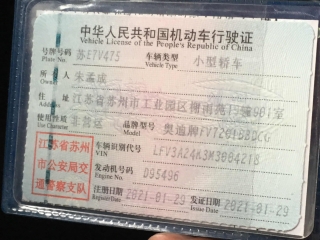 中华人民共和国机动车行驶证
Vehicle License of the People's Republic of China
号牌号码 苏E7V475 车辆类型 小型轿车
Plate No. Vehicle Type
所有人 朱孟成
Owner
住址 江苏省苏州市工业园区
Address
使用性质 非营运 品牌型号 奥迪牌FV7201BBDCG
Use Character Model
江苏省苏州
市公安局交
通警察支队
车辆识别代号 LFV3A24K3M3004218
VIN
发动机号码 D95496
Engine No.
注册日期 2021-01-29 发证日期 2021-01-29
Register Date Issue Date